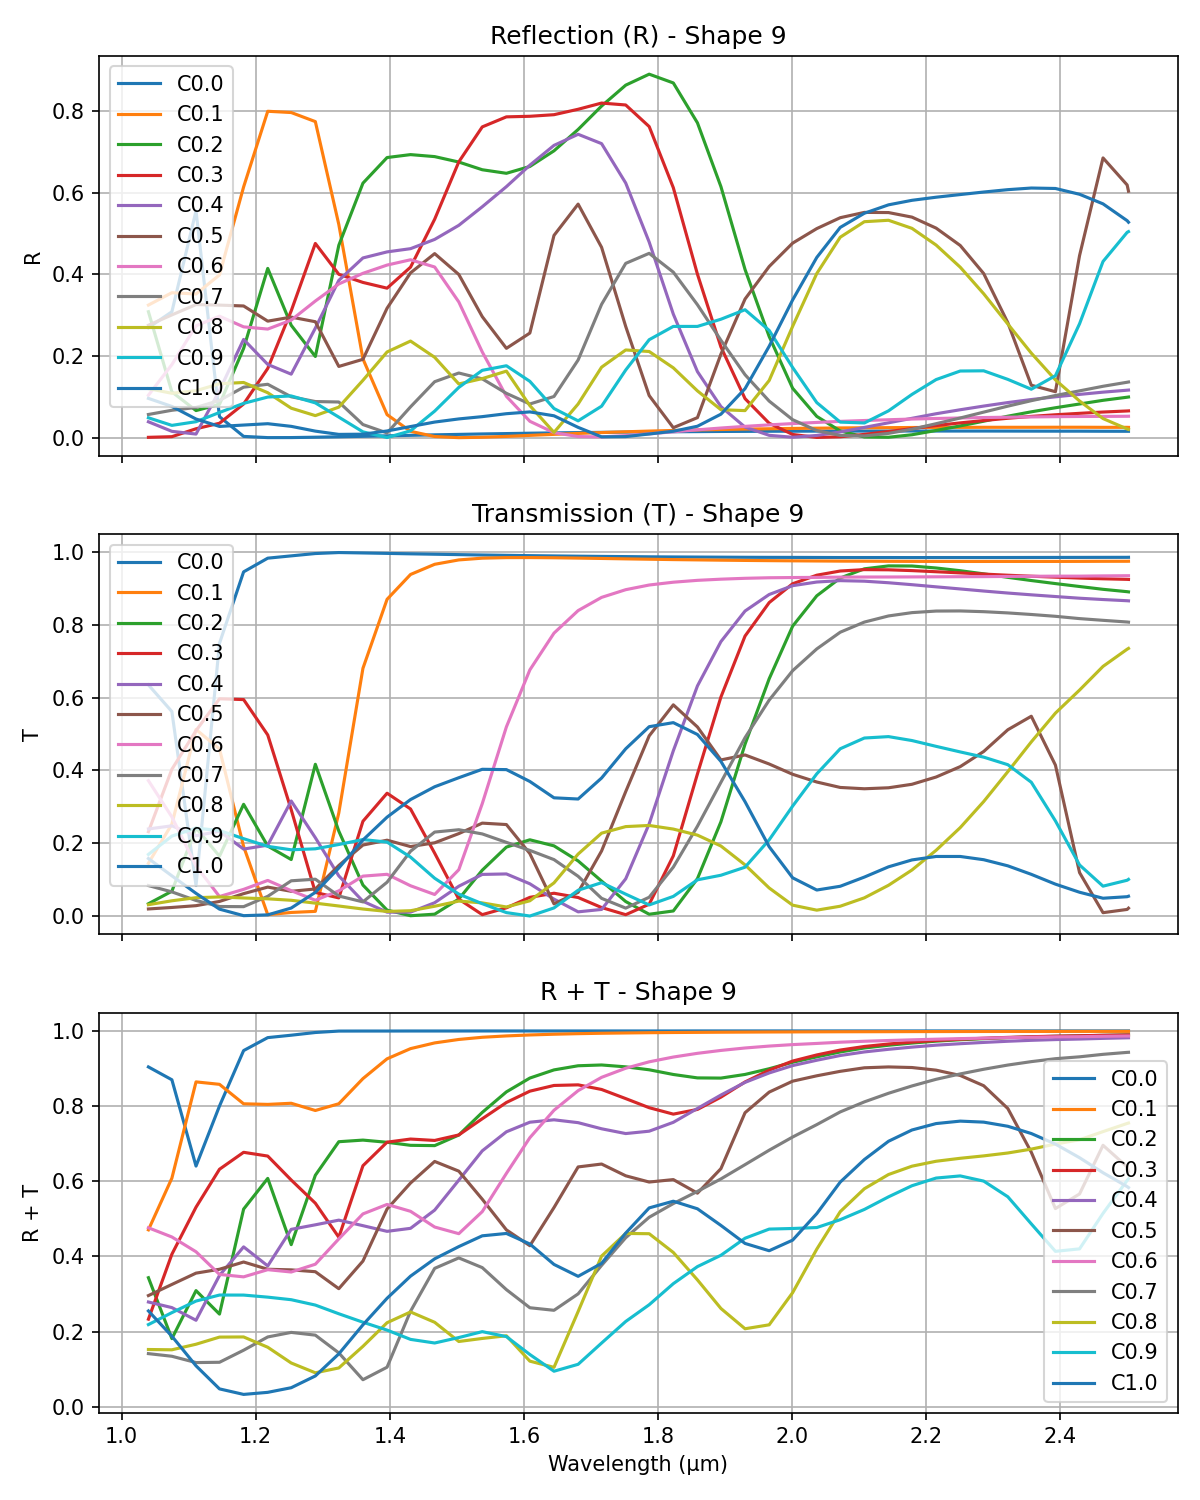 Reflection (R) - Shape 9
R
0.8
0.6
0.4
0.2
0.0
C0.0
C0.1
C0.2
C0.3
C0.4
C0.5
C0.6
C0.7
C0.8
C0.9
C1.0
Transmission (T) - Shape 9
T
1.0
0.8
0.6
0.4
0.2
0.0
C0.0
C0.1
C0.2
C0.3
C0.4
C0.5
C0.6
C0.7
C0.8
C0.9
C1.0
R + T - Shape 9
R + T
1.0
0.8
0.6
0.4
0.2
0.0
C0.0
C0.1
C0.2
C0.3
C0.4
C0.5
C0.6
C0.7
C0.8
C0.9
C1.0
1.0 1.2 1.4 1.6 1.8 2.0 2.2 2.4
Wavelength (μm)